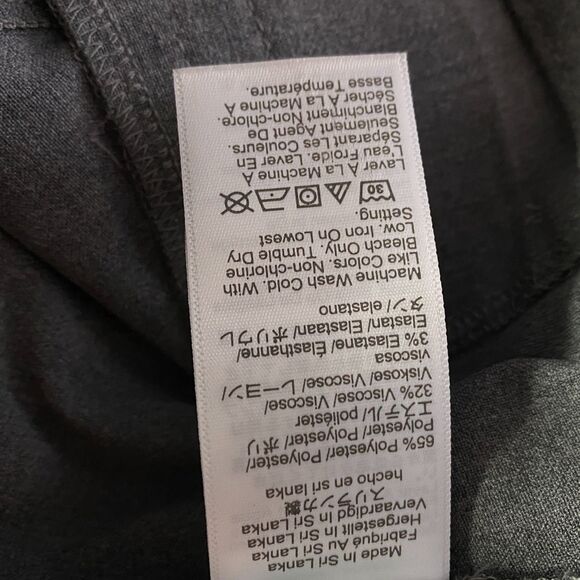 Made In Sri Lanka
Fabriqué Au Sri Lanka
Hergestellt In Sri Lanka
Vervaardigd In Sri Lanka
スリランカ製
hecho en sri lanka
65% Polyester/ Polyester/
Polyester/ Polyester/ ポリ
エステル/ poliéster
32% Viscose/ Viscose/
Viskose/ Viscose/ レーヨン/
viscosa
3% Elastane/ Élasthanne/
Elastan/ Elastaan/ ポリウレ
タン/ elastano
Machine Wash Cold. With
Like Colors. Non-chlorine
Bleach Only. Tumble Dry
Low. Iron On Lowest
Setting.
30
Laver À La Machine À
L'eau Froide. Laver En
Séparant Les Couleurs.
Seulement Agent De
Blanchiment Non-chlore.
Sécher À La Machine À
Basse Température.